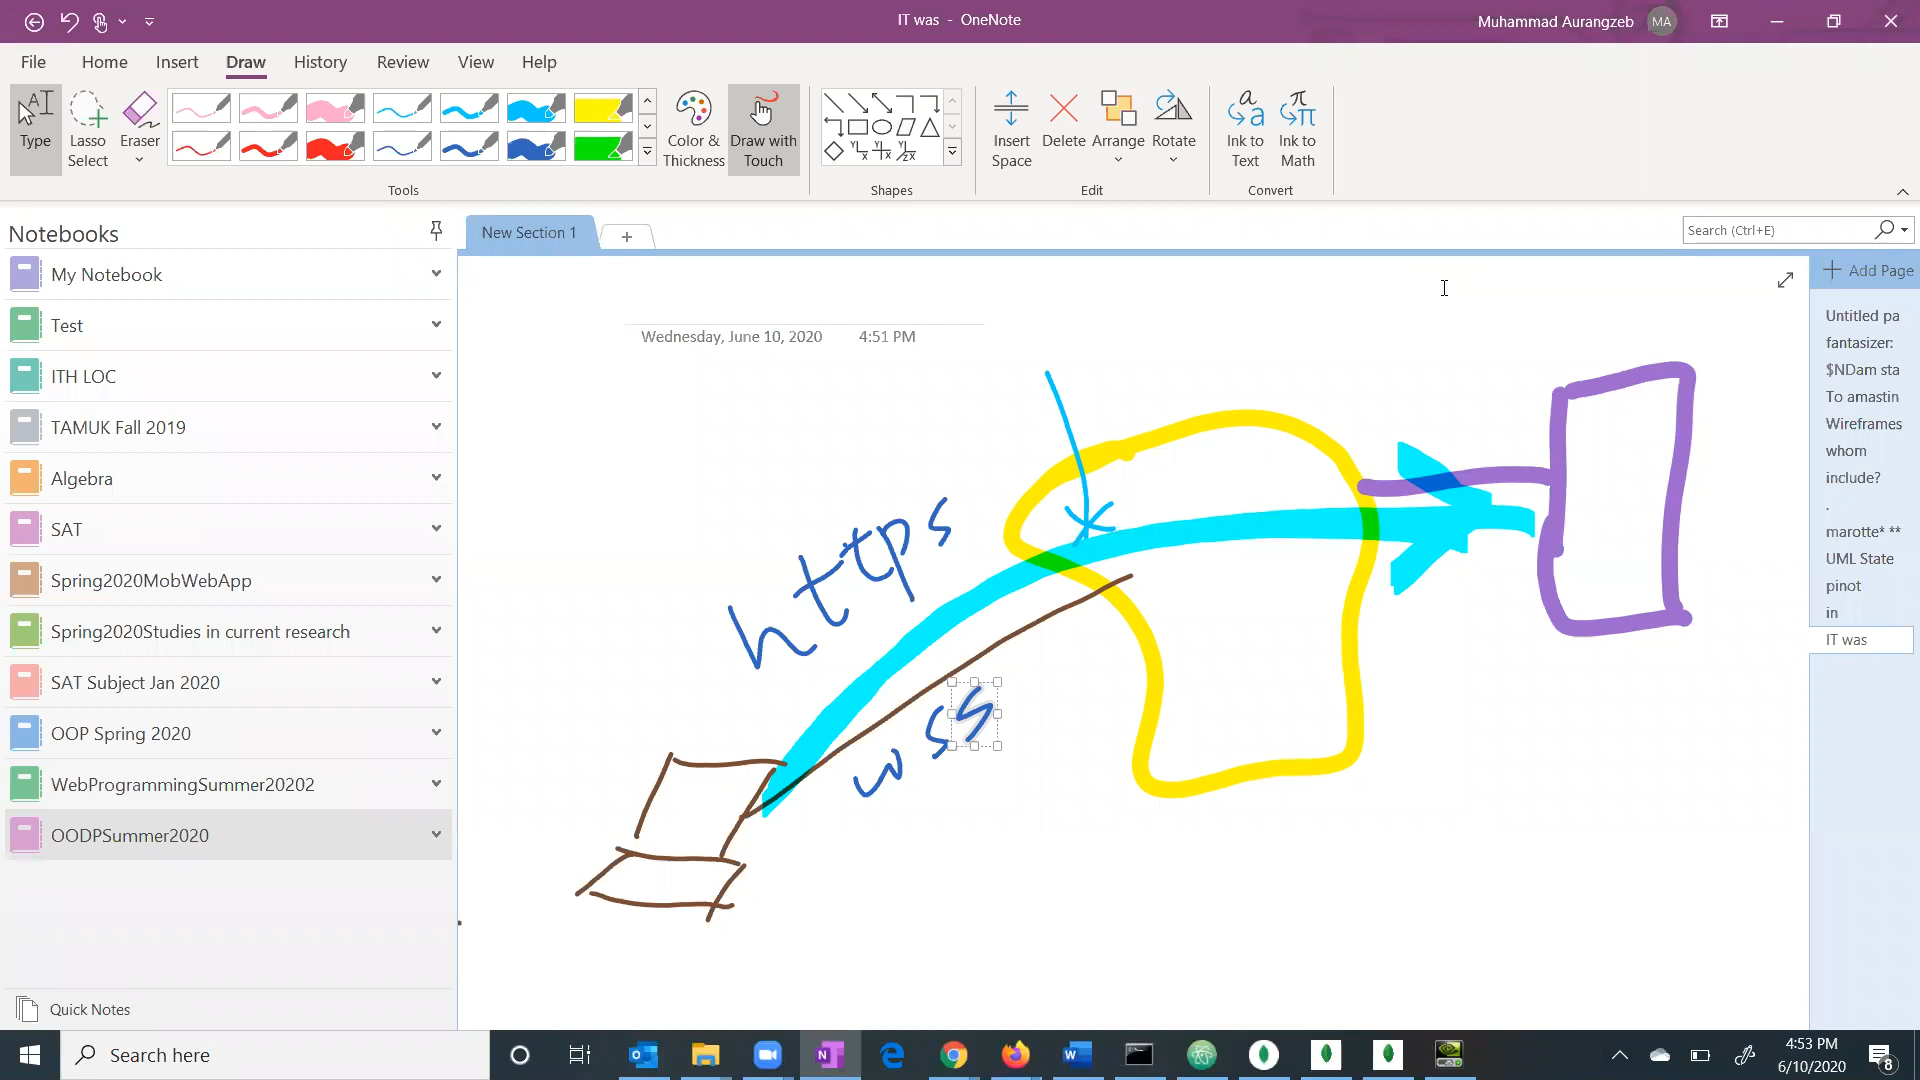 IT was - OneNote
Muhammad Aurangzeb
MA
File
Home
Insert
Draw
History
Review
View
Help
Type
Lasso
Select
Eraser
Color &
Thickness
Draw with
Touch
Insert
Space
Delete
Arrange
Rotate
Ink to
Text
Ink to
Math
Tools
Shapes
Edit
Convert
Notebooks
New Section 1
Search (Ctrl+E)
My Notebook
Test
ITH LOC
TAMUK Fall 2019
Algebra
SAT
Spring2020MobWebApp
Spring2020Studies in current research
SAT Subject Jan 2020
OOP Spring 2020
WebProgrammingSummer20202
OODPSummer2020
Quick Notes
Wednesday, June 10, 2020 4:51 PM
https
wss
Add Page
Untitled pa
fantasizer:
$NDam sta
To amastin
Wireframes
whom
include?
.
marotte* **
UML State
pinot
in
IT was
Search here
4:53 PM
6/10/2020
8